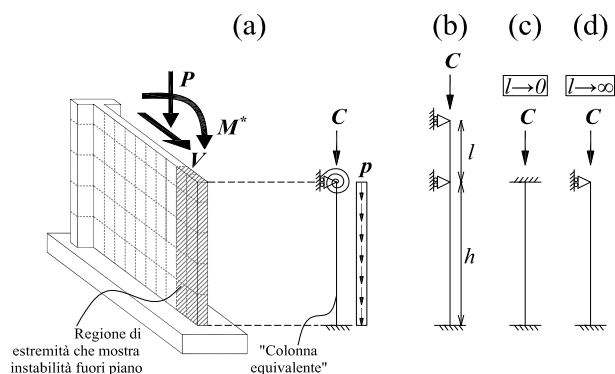 (a)
(b)
(c)
(d)
P
M*
V
C
p
C
l
h
l→0
C
l→∞
C
Regione di
estremità che mostra
instabilità fuori piano
"Colonna
equivalente"